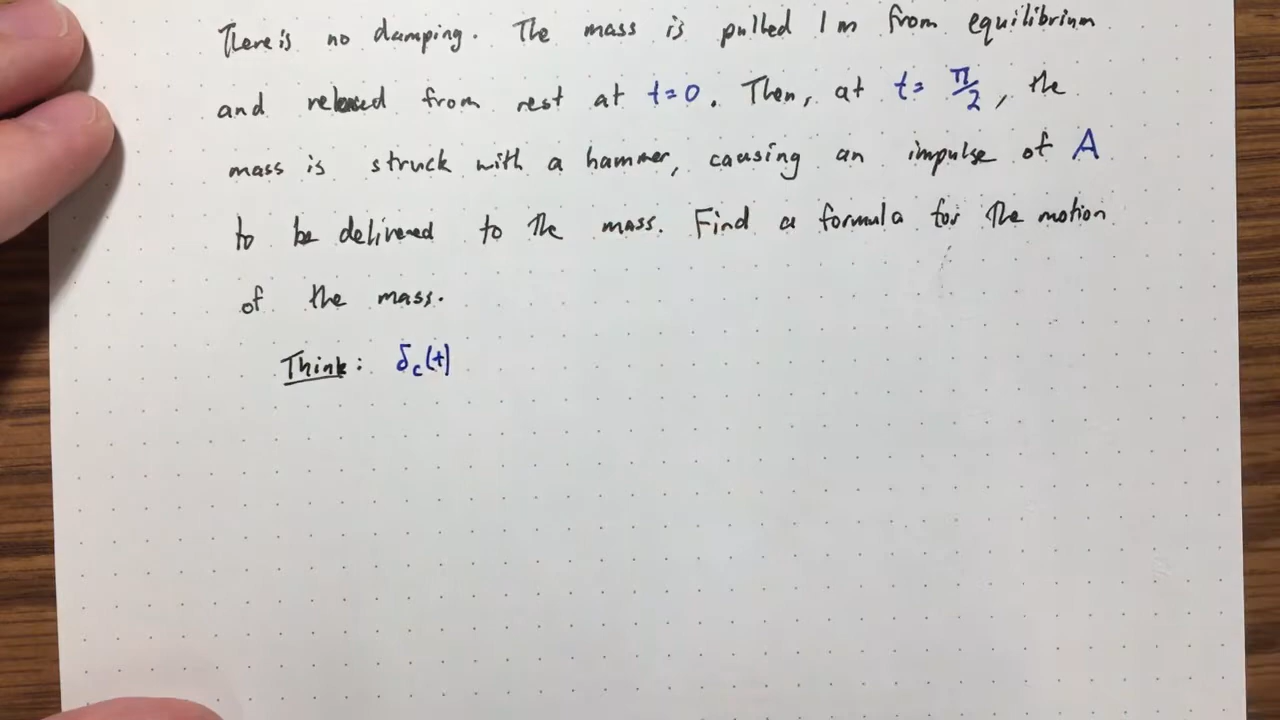 There is no damping. The mass is pulled 1 m from equilibrium
and released from rest at t=0. Then, at t= π/2, the
mass is struck with a hammer, causing an impulse of A
to be delivered to the mass. Find a formula for the motion
of the mass.
Think: δc(t)